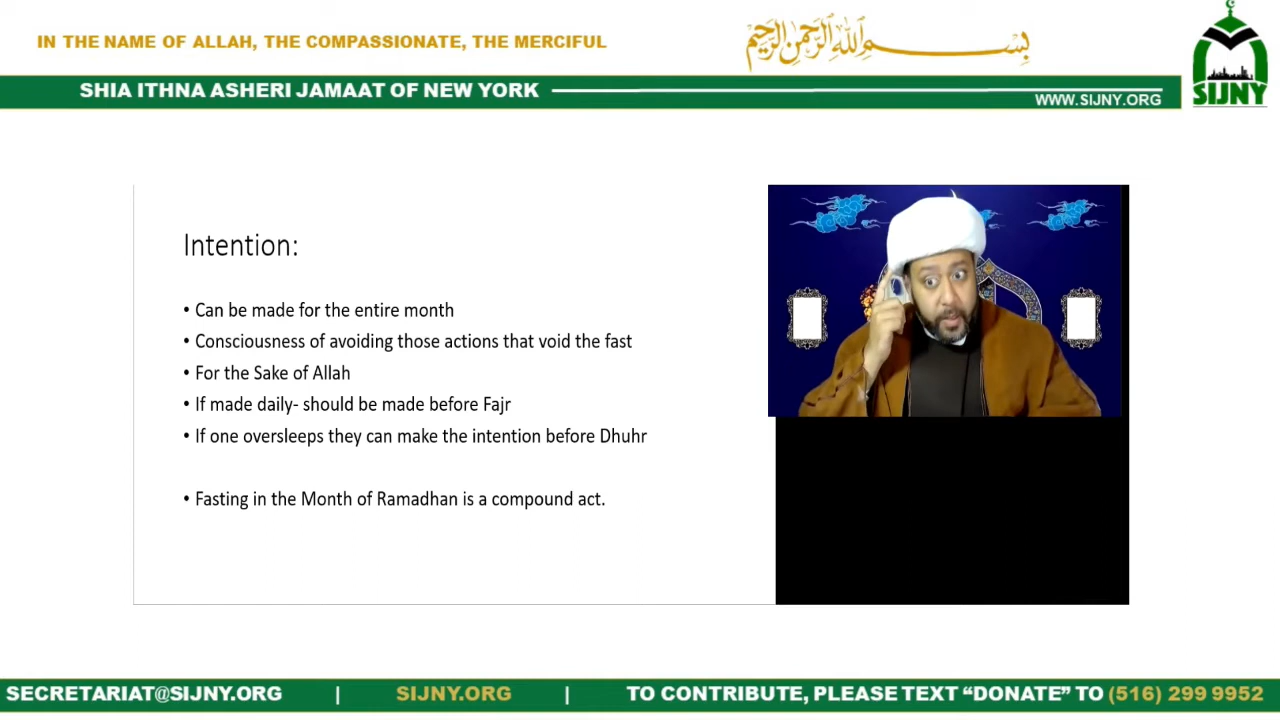 IN THE NAME OF ALLAH, THE COMPASSIONATE, THE MERCIFUL
بسم الله الرحمن الرحيم
SIJNY
SHIA ITHNA ASHERI JAMAAT OF NEW YORK
WWW.SIJNY.ORG
Intention:
• Can be made for the entire month
• Consciousness of avoiding those actions that void the fast
• For the Sake of Allah
• If made daily- should be made before Fajr
• If one oversleeps they can make the intention before Dhuhr
• Fasting in the Month of Ramadhan is a compound act.
SECRETARIAT@SIJNY.ORG | SIJNY.ORG | TO CONTRIBUTE, PLEASE TEXT “DONATE” TO (516) 299 9952